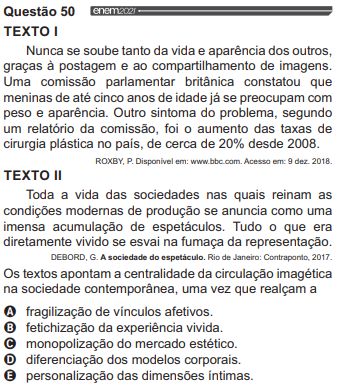 Questão 50 enem2021
TEXTO I
Nunca se soube tanto da vida e aparência dos outros,
graças à postagem e ao compartilhamento de imagens.
Uma comissão parlamentar britânica constatou que
meninas de até cinco anos de idade já se preocupam com
peso e aparência. Outro sintoma do problema, segundo
um relatório da comissão, foi o aumento das taxas de
cirurgia plástica no país, de cerca de 20% desde 2008.
ROXBY, P. Disponível em: www.bbc.com. Acesso em: 9 dez. 2018.
TEXTO II
Toda a vida das sociedades nas quais reinam as
condições modernas de produção se anuncia como uma
imensa acumulação de espetáculos. Tudo o que era
diretamente vivido se esvai na fumaça da representação.
DEBORD, G. A sociedade do espetáculo. Rio de Janeiro: Contraponto, 2017.
Os textos apontam a centralidade da circulação imagética
na sociedade contemporânea, uma vez que realçam a
A fragilização de vínculos afetivos.
B fetichização da experiência vivida.
C monopolização do mercado estético.
D diferenciação dos modelos corporais.
E personalização das dimensões íntimas.